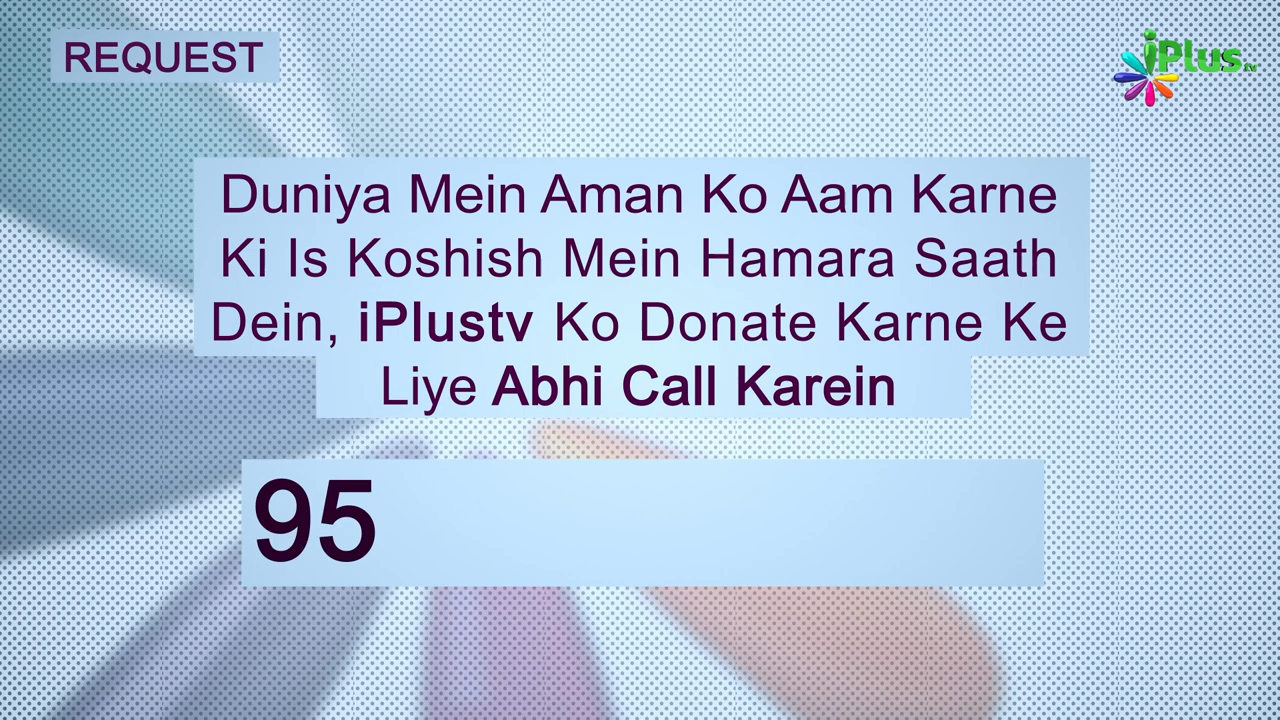 REQUEST
iPlus.tv
Duniya Mein Aman Ko Aam Karne
Ki Is Koshish Mein Hamara Saath
Dein, iPlustv Ko Donate Karne Ke
Liye Abhi Call Karein
95